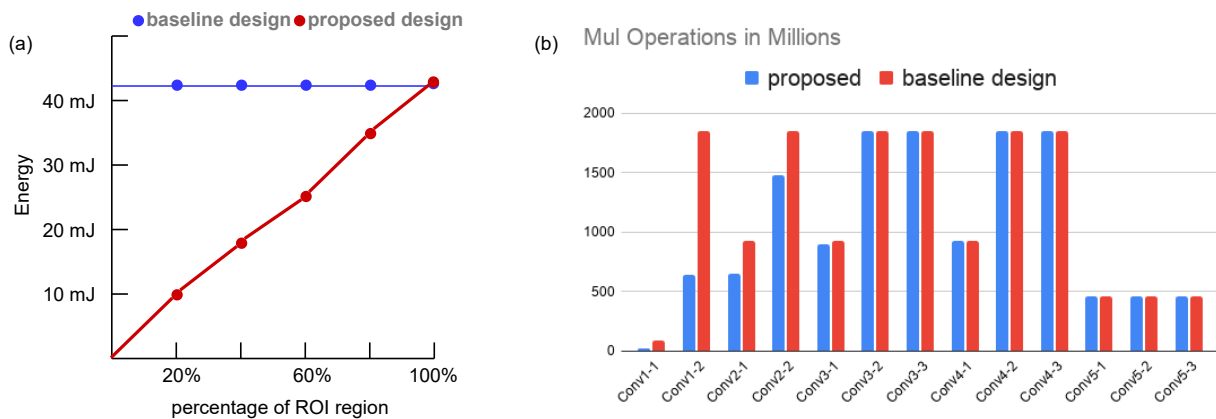 baseline design proposed design
(a)
40 mJ
30 mJ
20 mJ
10 mJ
Energy
20% 60% 100%
percentage of ROI region
(b) Mul Operations in Millions
proposed baseline design
2000
1500
1000
500
0
Conv1-1 Conv1-2 Conv2-1 Conv2-2 Conv3-1 Conv3-2 Conv3-3 Conv4-1 Conv4-2 Conv4-3 Conv5-1 Conv5-2 Conv5-3